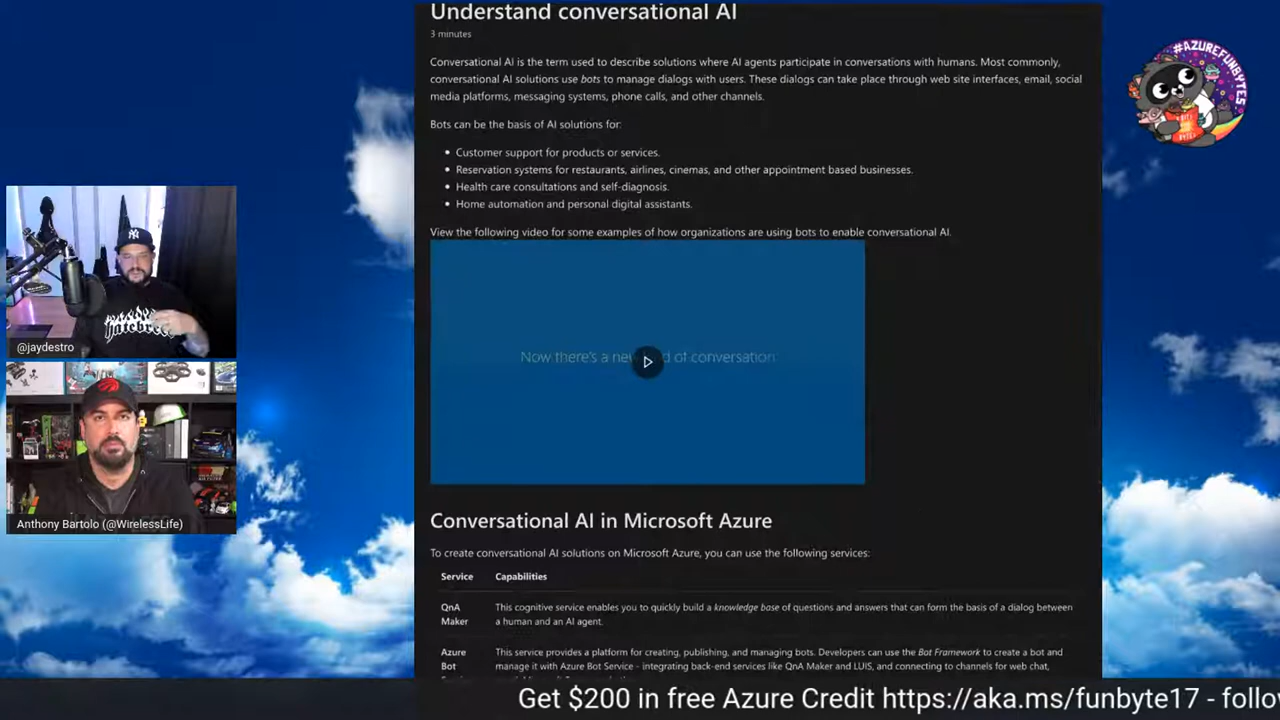 Understand conversational AI
3 minutes
Conversational AI is the term used to describe solutions where AI agents participate in conversations with humans. Most commonly,
conversational AI solutions use bots to manage dialogs with users. These dialogs can take place through web site interfaces, email, social
media platforms, messaging systems, phone calls, and other channels.
Bots can be the basis of AI solutions for:
Customer support for products or services.
Reservation systems for restaurants, airlines, cinemas, and other appointment based businesses.
Health care consultations and self-diagnosis.
Home automation and personal digital assistants.
View the following video for some examples of how organizations are using bots to enable conversational AI.
Now there's a new of conversation
Conversational AI in Microsoft Azure
To create conversational AI solutions on Microsoft Azure, you can use the following services:
Service Capabilities
QnA Maker
This cognitive service enables you to quickly build a knowledge base of questions and answers that can form the basis of a dialog between
a human and an AI agent.
Azure Bot
This service provides a platform for creating, publishing, and managing bots. Developers can use the Bot Framework to create a bot and
manage it with Azure Bot Service - integrating back-end services like QnA Maker and LUIS, and connecting to channels for web chat,
#AZUREFUNBYTES
hatebreed
@jaydestro
Anthony Bartolo (@WirelessLife)
Get $200 in free Azure Credit https://aka.ms/funbyte17 - follo